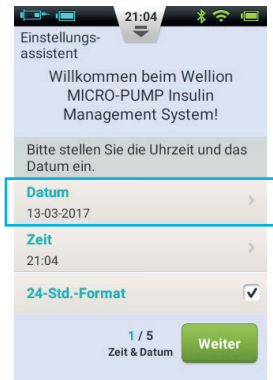 21:04
Einstellungs-
assistent
Willkommen beim Wellion
MICRO-PUMP Insulin
Management System!
Bitte stellen Sie die Uhrzeit und das
Datum ein.
Datum
13-03-2017
Zeit
21:04
24-Std.-Format
1 / 5
Zeit & Datum
Weiter